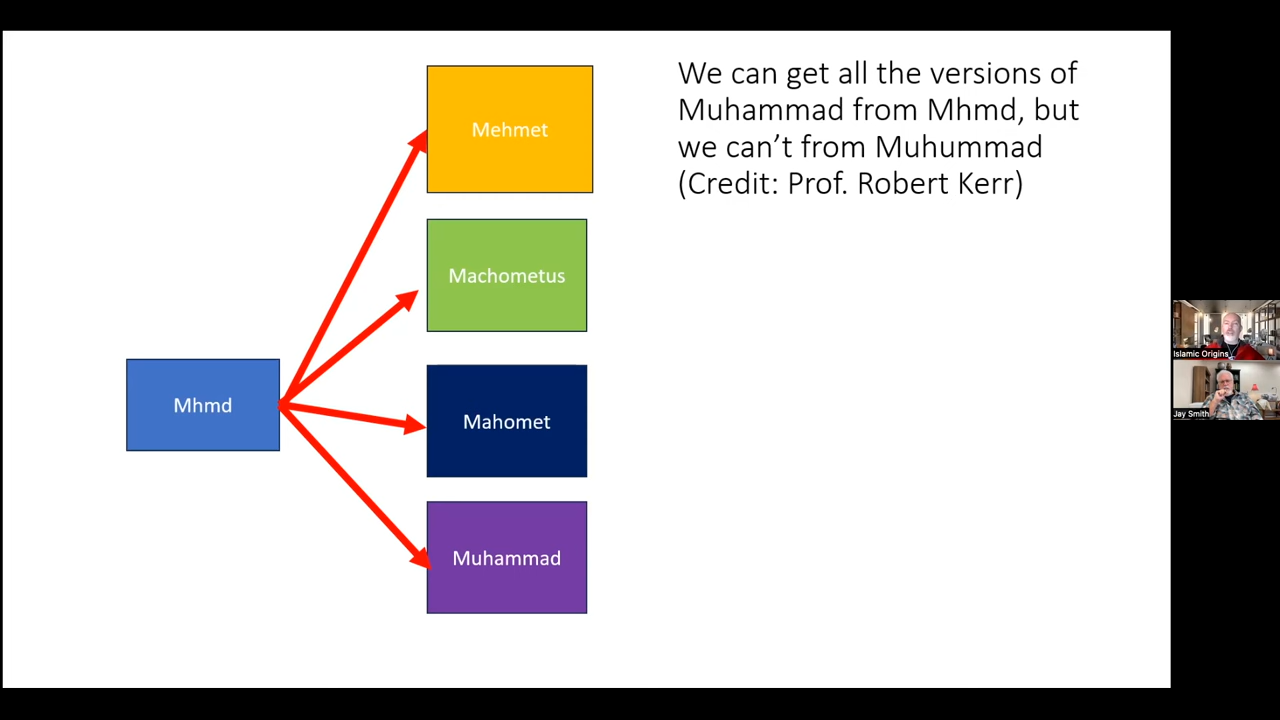 We can get all the versions of
Muhammad from Mhmd, but
we can’t from Muhummad
(Credit: Prof. Robert Kerr)
Mehmet
Machometus
Mhmd
Mahomet
Muhammad
Islamic Origins
Jay Smith